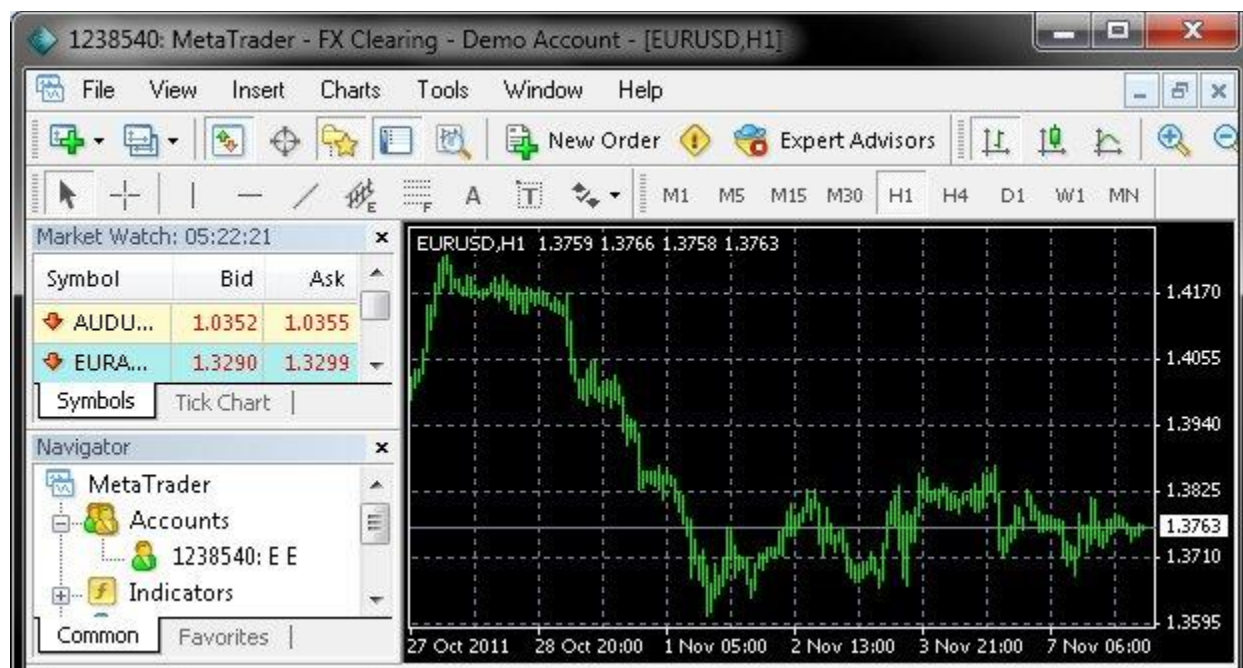 1238540: MetaTrader - FX Clearing - Demo Account - [EURUSD,H1]
File View Insert Charts Tools Window Help
New Order Expert Advisors
E F A T M1 M5 M15 M30 H1 H4 D1 W1 MN
Market Watch: 05:22:21
Symbol Bid Ask
AUDU... 1.0352 1.0355
EURA... 1.3290 1.3299
Symbols Tick Chart
Navigator
MetaTrader
Accounts
1238540: E E
Indicators
Common Favorites
EURUSD,H1 1.3759 1.3766 1.3758 1.3763
1.4170
1.4055
1.3940
1.3825
1.3763
1.3710
1.3595
27 Oct 2011 28 Oct 20:00 1 Nov 05:00 2 Nov 13:00 3 Nov 21:00 7 Nov 06:00